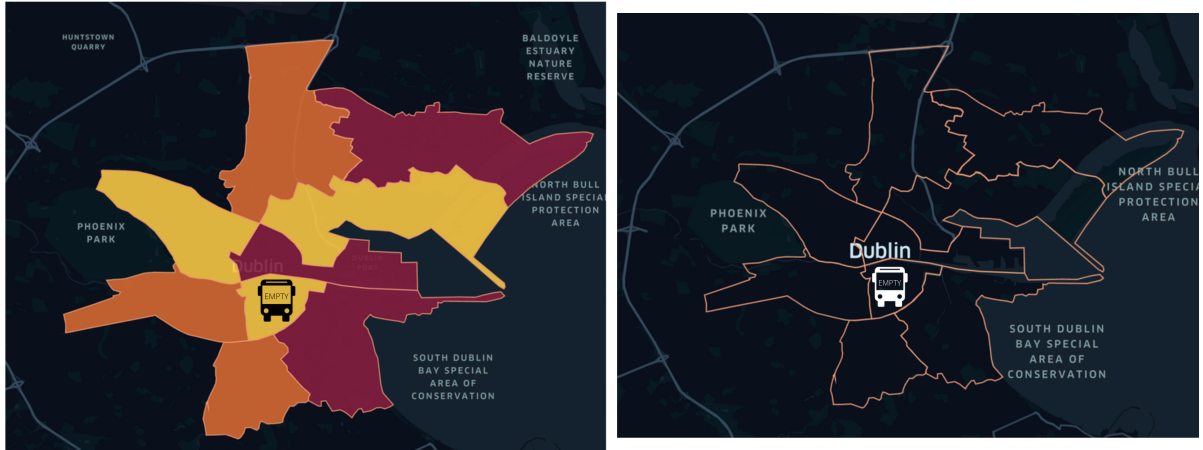 HUNTSTOWN
QUARRY
BALDOYLE
ESTUARY
NATURE
RESERVE
NORTH BULL
ISLAND SPECIAL
PROTECTION
AREA
PHOENIX
PARK
Dublin
DUBLIN
PORT
EMPTY
SOUTH DUBLIN
BAY SPECIAL
AREA OF
CONSERVATION
NORTH BULL
ISLAND SPECIAL
PROTECTION
AREA
PHOENIX
PARK
Dublin
EMPTY
SOUTH DUBLIN
BAY SPECIAL
AREA OF
CONSERVATION